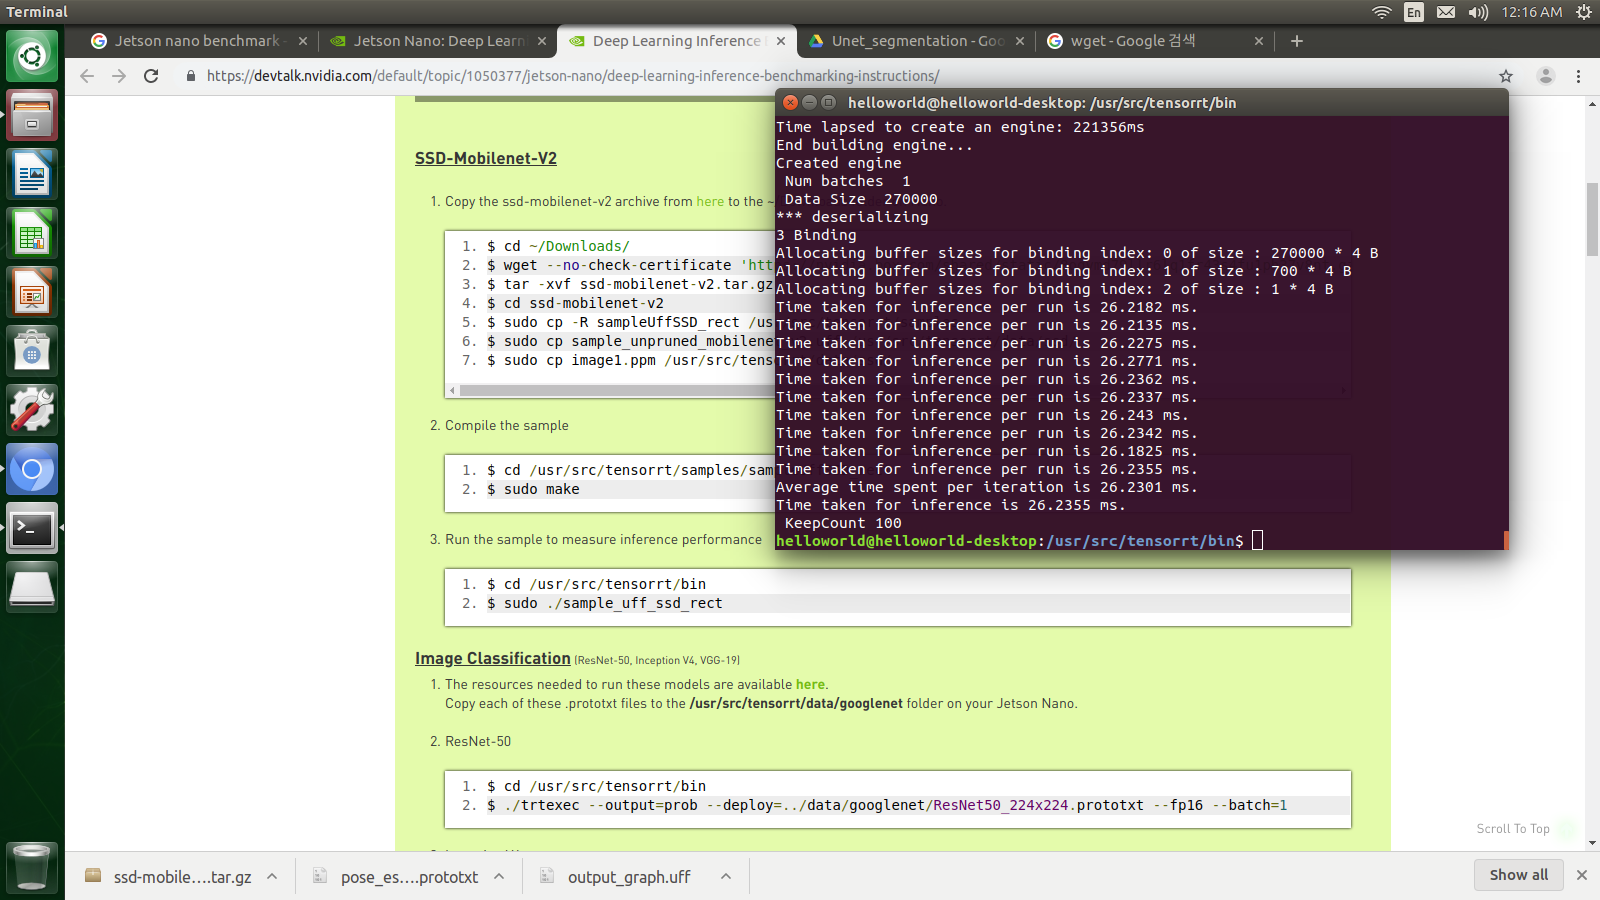 Terminal
En
12:16 AM
Jetson nano benchmark -
Jetson Nano: Deep Learn
Deep Learning Inference
Unet_segmentation - Goo
wget - Google 검색
https://devtalk.nvidia.com/default/topic/1050377/jetson-nano/deep-learning-inference-benchmarking-instructions/
SSD-Mobilenet-V2
1. Copy the ssd-mobilenet-v2 archive from here to the ~
1. $ cd ~/Downloads/
2. $ wget --no-check-certificate 'htt
3. $ tar -xvf ssd-mobilenet-v2.tar.gz
4. $ cd ssd-mobilenet-v2
5. $ sudo cp -R sampleUffSSD_rect /us
6. $ sudo cp sample_unpruned_mobilene
7. $ sudo cp image1.ppm /usr/src/tens
2. Compile the sample
1. $ cd /usr/src/tensorrt/samples/sam
2. $ sudo make
3. Run the sample to measure inference performance
1. $ cd /usr/src/tensorrt/bin
2. $ sudo ./sample_uff_ssd_rect
Image Classification (ResNet-50, Inception V4, VGG-19)
1. The resources needed to run these models are available here.
Copy each of these .prototxt files to the /usr/src/tensorrt/data/googlenet folder on your Jetson Nano.
2. ResNet-50
1. $ cd /usr/src/tensorrt/bin
2. $ ./trtexec --output=prob --deploy=../data/googlenet/ResNet50_224x224.prototxt --fp16 --batch=1
Scroll To Top
helloworld@helloworld-desktop: /usr/src/tensorrt/bin
Time lapsed to create an engine: 221356ms
End building engine...
Created engine
Num batches  1
Data Size  270000
*** deserializing
3 Binding
Allocating buffer sizes for binding index: 0 of size : 270000 * 4 B
Allocating buffer sizes for binding index: 1 of size : 700 * 4 B
Allocating buffer sizes for binding index: 2 of size : 1 * 4 B
Time taken for inference per run is 26.2182 ms.
Time taken for inference per run is 26.2135 ms.
Time taken for inference per run is 26.2275 ms.
Time taken for inference per run is 26.2771 ms.
Time taken for inference per run is 26.2362 ms.
Time taken for inference per run is 26.2337 ms.
Time taken for inference per run is 26.243 ms.
Time taken for inference per run is 26.2342 ms.
Time taken for inference per run is 26.1825 ms.
Time taken for inference per run is 26.2355 ms.
Average time spent per iteration is 26.2301 ms.
Time taken for inference is 26.2355 ms.
KeepCount 100
helloworld@helloworld-desktop:/usr/src/tensorrt/bin$
ssd-mobile....tar.gz
pose_es....prototxt
output_graph.uff
Show all